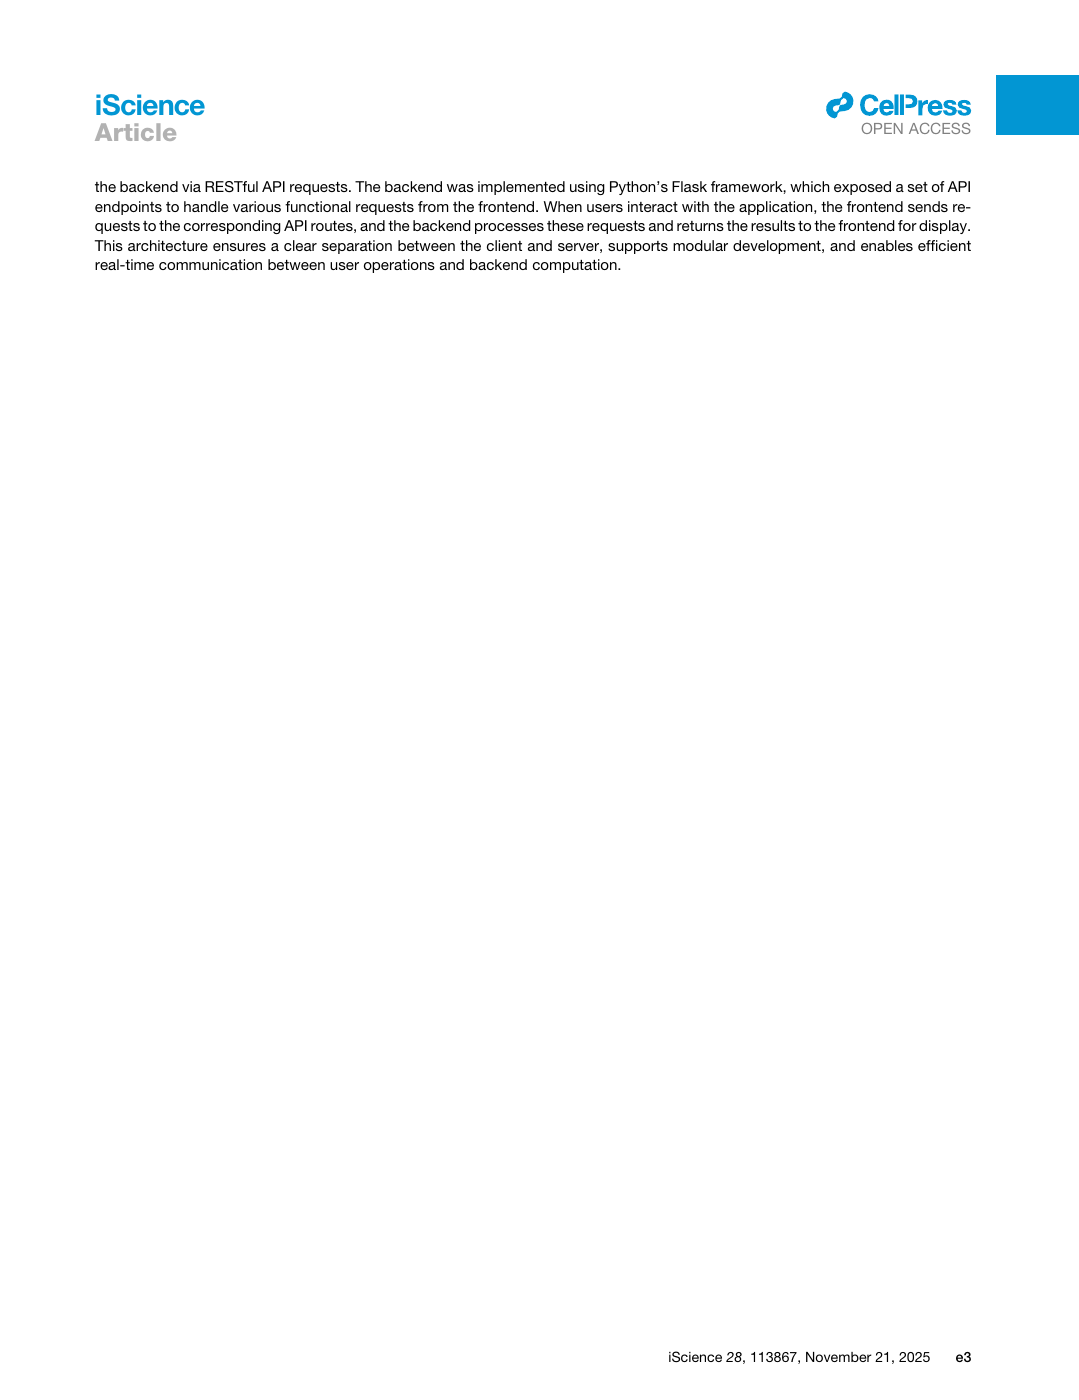 iScience
Article
CellPress
OPEN ACCESS
the backend via RESTful API requests. The backend was implemented using Python’s Flask framework, which exposed a set of API
endpoints to handle various functional requests from the frontend. When users interact with the application, the frontend sends re-
quests to the corresponding API routes, and the backend processes these requests and returns the results to the frontend for display.
This architecture ensures a clear separation between the client and server, supports modular development, and enables efficient
real-time communication between user operations and backend computation.
iScience 28, 113867, November 21, 2025 e3